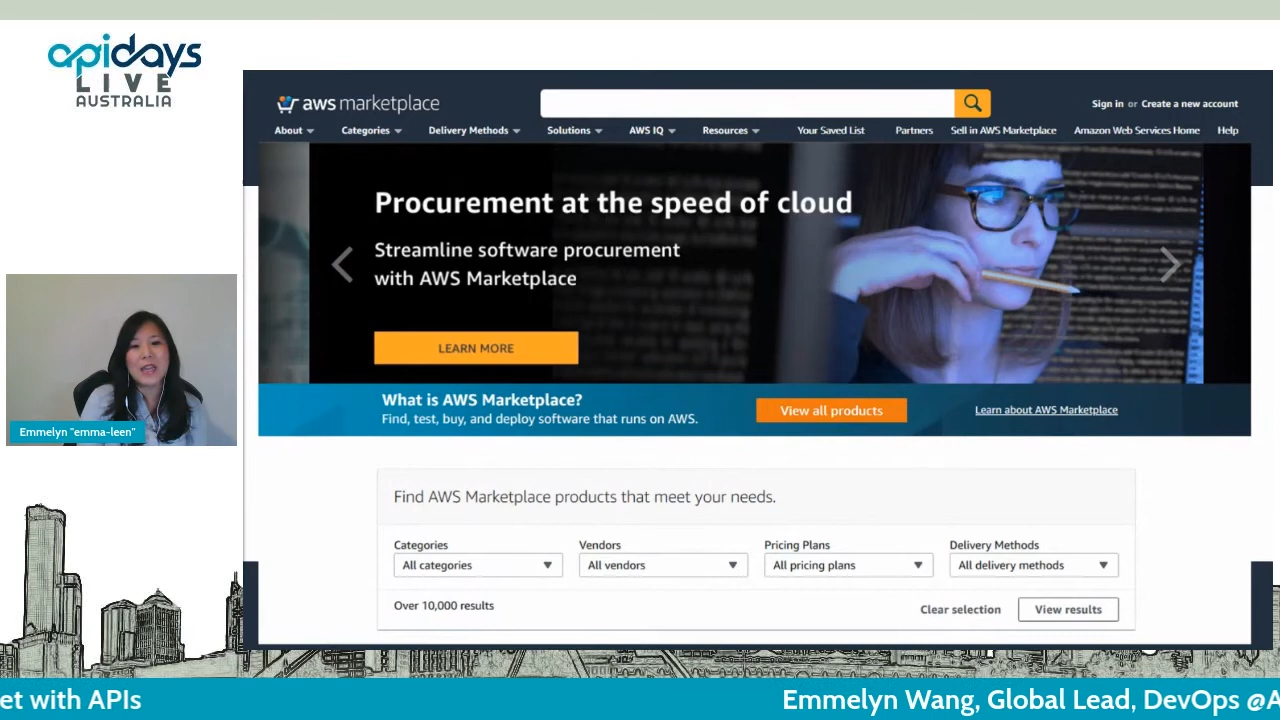 apidays
LIVE
AUSTRALIA
aws marketplace
Sign in or Create a new account
About Categories Delivery Methods Solutions AWS IQ Resources Your Saved List Partners Sell in AWS Marketplace Amazon Web Services Home Help
Procurement at the speed of cloud
Streamline software procurement
with AWS Marketplace
LEARN MORE
What is AWS Marketplace?
Find, test, buy, and deploy software that runs on AWS.
View all products
Learn about AWS Marketplace
Emmelyn "emma-leen"
Find AWS Marketplace products that meet your needs.
Categories Vendors Pricing Plans Delivery Methods
All categories All vendors All pricing plans All delivery methods
Over 10,000 results
Clear selection View results
et with APIs Emmelyn Wang, Global Lead, DevOps @A